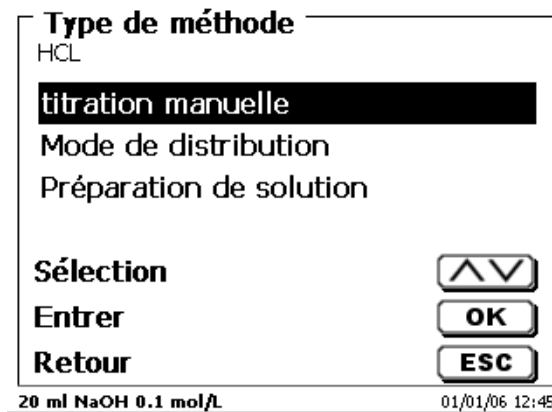 Type de méthode
HCL
titration manuelle
Mode de distribution
Préparation de solution
Sélection
Entrer OK
Retour ESC
20 ml NaOH 0.1 mol/L 01/01/06 12:45